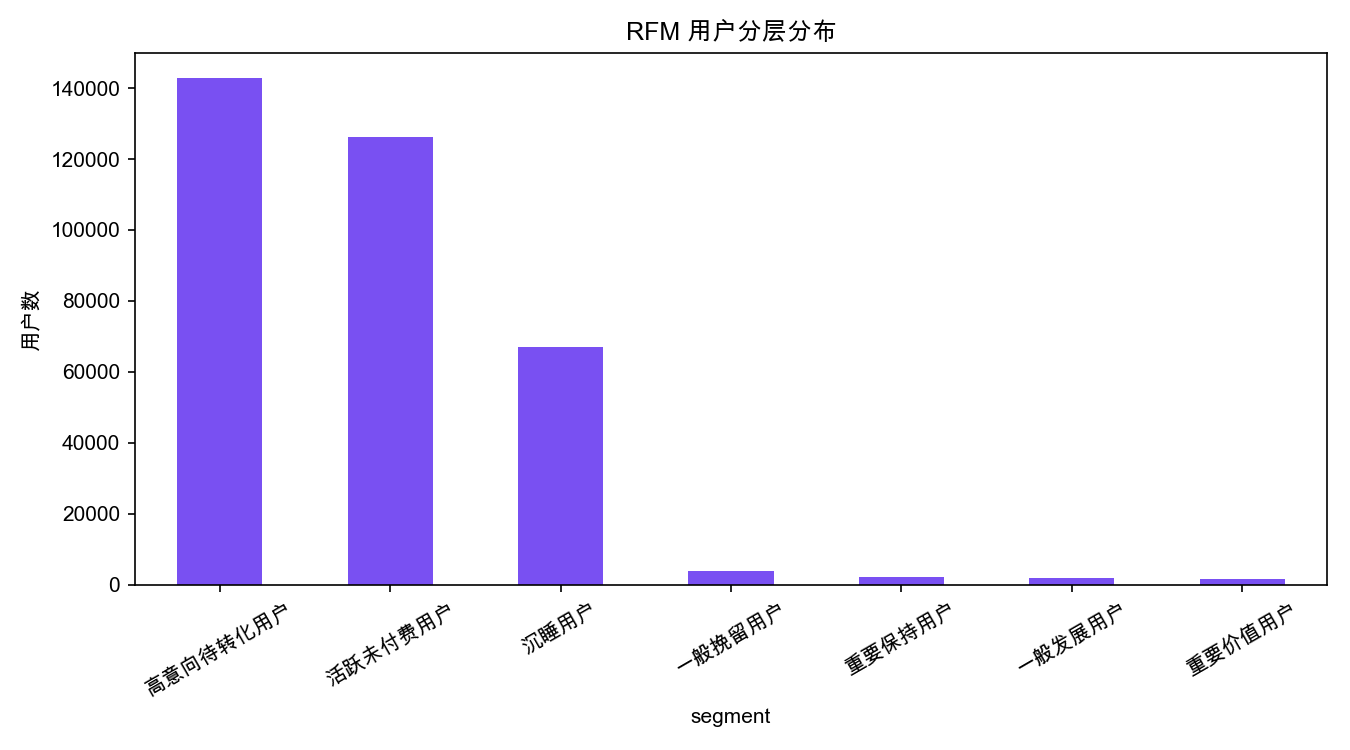 RFM 用户分层分布
用户数
140000
120000
100000
80000
60000
40000
20000
0
高意向待转化用户
活跃未付费用户
沉睡用户
一般挽留用户
重要保持用户
一般发展用户
重要价值用户
segment